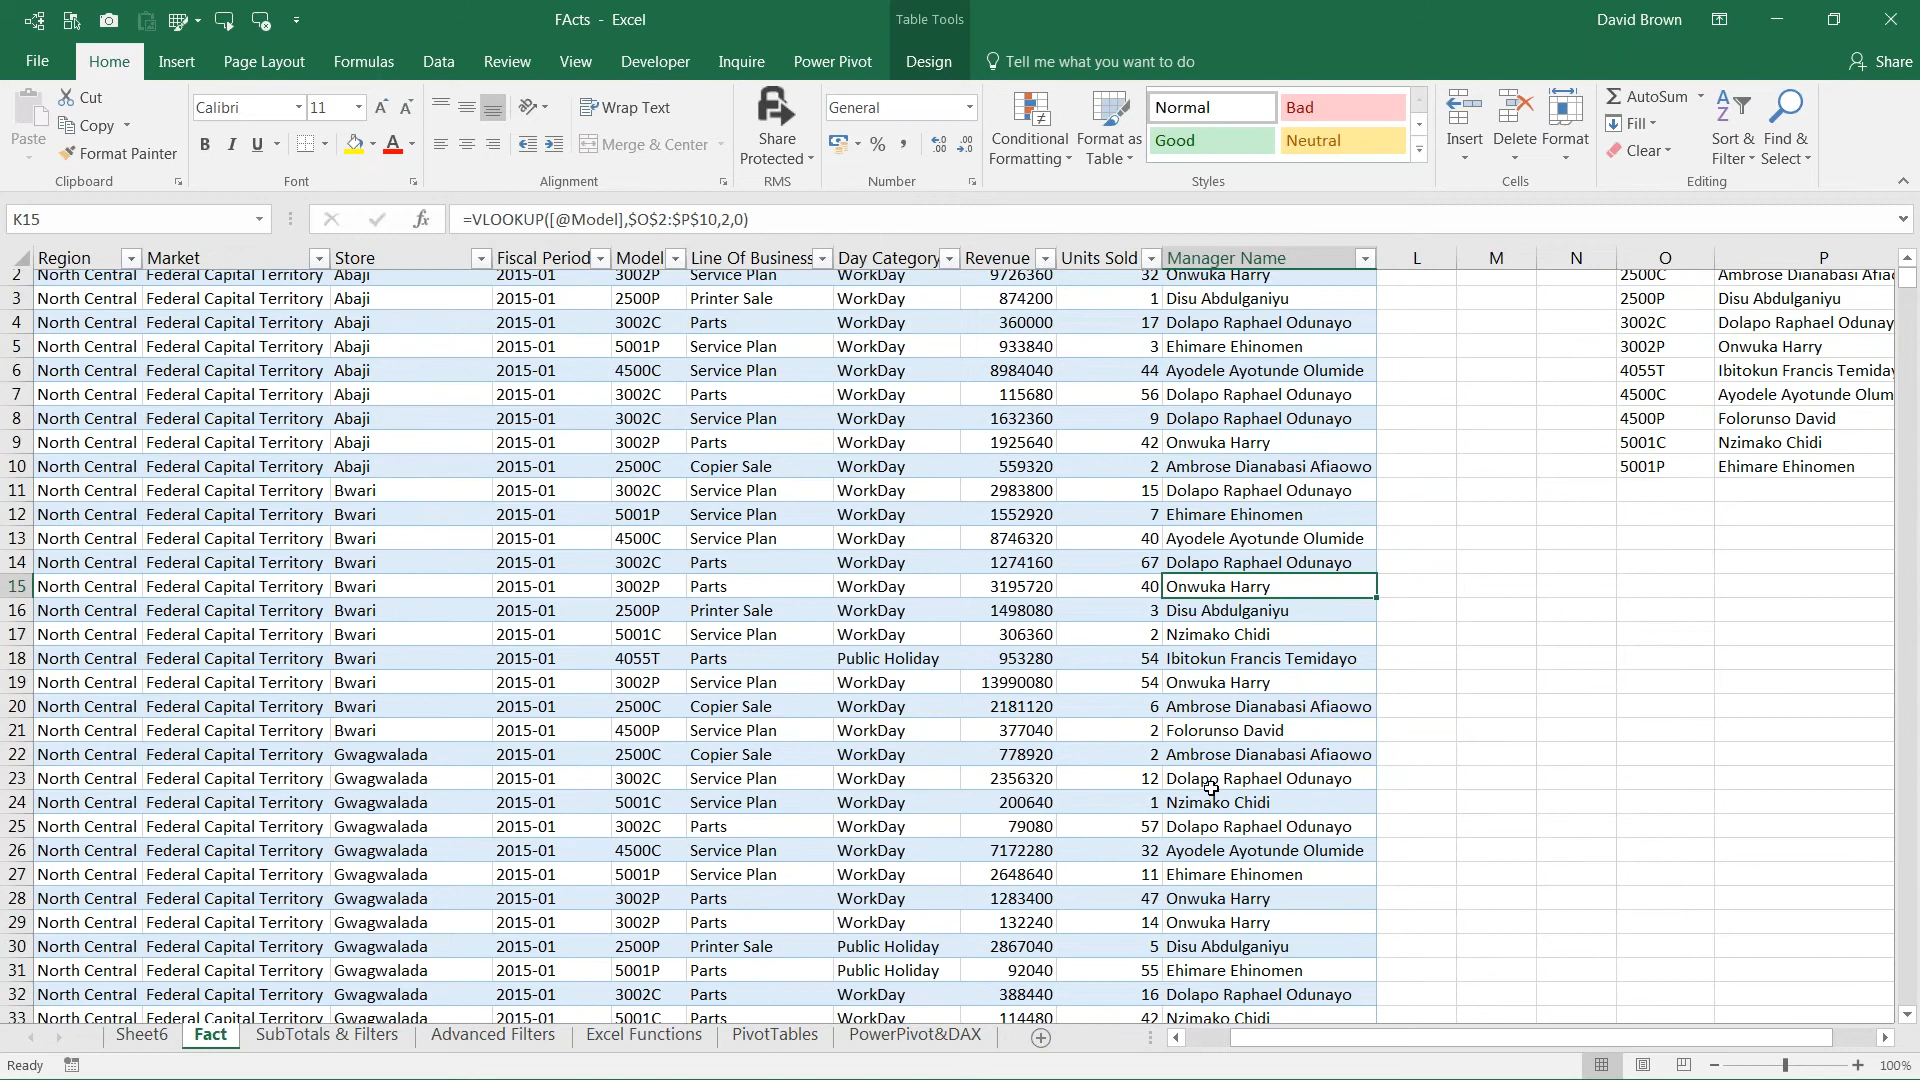 FActs - Excel
Table Tools
David Brown
File Home Insert Page Layout Formulas Data Review View Developer Inquire Power Pivot Design Tell me what you want to do Share
Paste
Cut
Copy
Format Painter
Clipboard
Calibri 11
B I U
Font
Wrap Text
Merge & Center
Alignment
Share Protected
RMS
General
Number
Conditional Formatting
Format as Table
Normal Bad
Good Neutral
Styles
Insert Delete Format
Cells
AutoSum
Fill
Clear
Sort & Filter
Find & Select
Editing
K15 fx =VLOOKUP([@Model],$O$2:$P$10,2,0)
Region Market Store Fiscal Period Model Line Of Business Day Category Revenue Units Sold Manager Name L M N O P
2 North Central Federal Capital Territory Abaji 2015-01 3002P Service Plan WorkDay 9726360 32 Onwuka Harry 2500C Ambrose Dianabasi Afiao
3 North Central Federal Capital Territory Abaji 2015-01 2500P Printer Sale WorkDay 874200 1 Disu Abdulganiyu 2500P Disu Abdulganiyu
4 North Central Federal Capital Territory Abaji 2015-01 3002C Parts WorkDay 360000 17 Dolapo Raphael Odunayo 3002C Dolapo Raphael Odunay
5 North Central Federal Capital Territory Abaji 2015-01 5001P Service Plan WorkDay 933840 3 Ehimare Ehinomen 3002P Onwuka Harry
6 North Central Federal Capital Territory Abaji 2015-01 4500C Service Plan WorkDay 8984040 44 Ayodele Ayotunde Olumide 4055T Ibitokun Francis Temiday
7 North Central Federal Capital Territory Abaji 2015-01 3002C Parts WorkDay 115680 56 Dolapo Raphael Odunayo 4500C Ayodele Ayotunde Olum
8 North Central Federal Capital Territory Abaji 2015-01 3002C Service Plan WorkDay 1632360 9 Dolapo Raphael Odunayo 4500P Folorunso David
9 North Central Federal Capital Territory Abaji 2015-01 3002P Parts WorkDay 1925640 42 Onwuka Harry 5001C Nzimako Chidi
10 North Central Federal Capital Territory Abaji 2015-01 2500C Copier Sale WorkDay 559320 2 Ambrose Dianabasi Afiaowo 5001P Ehimare Ehinomen
11 North Central Federal Capital Territory Bwari 2015-01 3002C Service Plan WorkDay 2983800 15 Dolapo Raphael Odunayo
12 North Central Federal Capital Territory Bwari 2015-01 5001P Service Plan WorkDay 1552920 7 Ehimare Ehinomen
13 North Central Federal Capital Territory Bwari 2015-01 4500C Service Plan WorkDay 8746320 40 Ayodele Ayotunde Olumide
14 North Central Federal Capital Territory Bwari 2015-01 3002C Parts WorkDay 1274160 67 Dolapo Raphael Odunayo
15 North Central Federal Capital Territory Bwari 2015-01 3002P Parts WorkDay 3195720 40 Onwuka Harry
16 North Central Federal Capital Territory Bwari 2015-01 2500P Printer Sale WorkDay 1498080 3 Disu Abdulganiyu
17 North Central Federal Capital Territory Bwari 2015-01 5001C Service Plan WorkDay 306360 2 Nzimako Chidi
18 North Central Federal Capital Territory Bwari 2015-01 4055T Parts Public Holiday 953280 54 Ibitokun Francis Temidayo
19 North Central Federal Capital Territory Bwari 2015-01 3002P Service Plan WorkDay 13990080 54 Onwuka Harry
20 North Central Federal Capital Territory Bwari 2015-01 2500C Copier Sale WorkDay 2181120 6 Ambrose Dianabasi Afiaowo
21 North Central Federal Capital Territory Bwari 2015-01 4500P Service Plan WorkDay 377040 2 Folorunso David
22 North Central Federal Capital Territory Gwagwalada 2015-01 2500C Copier Sale WorkDay 778920 2 Ambrose Dianabasi Afiaowo
23 North Central Federal Capital Territory Gwagwalada 2015-01 3002C Service Plan WorkDay 2356320 12 Dolapo Raphael Odunayo
24 North Central Federal Capital Territory Gwagwalada 2015-01 5001C Service Plan WorkDay 200640 1 Nzimako Chidi
25 North Central Federal Capital Territory Gwagwalada 2015-01 3002C Parts WorkDay 79080 57 Dolapo Raphael Odunayo
26 North Central Federal Capital Territory Gwagwalada 2015-01 4500C Service Plan WorkDay 7172280 32 Ayodele Ayotunde Olumide
27 North Central Federal Capital Territory Gwagwalada 2015-01 5001P Service Plan WorkDay 2648640 11 Ehimare Ehinomen
28 North Central Federal Capital Territory Gwagwalada 2015-01 3002P Parts WorkDay 1283400 47 Onwuka Harry
29 North Central Federal Capital Territory Gwagwalada 2015-01 3002P Parts WorkDay 132240 14 Onwuka Harry
30 North Central Federal Capital Territory Gwagwalada 2015-01 2500P Printer Sale Public Holiday 2867040 5 Disu Abdulganiyu
31 North Central Federal Capital Territory Gwagwalada 2015-01 5001P Parts Public Holiday 92040 55 Ehimare Ehinomen
32 North Central Federal Capital Territory Gwagwalada 2015-01 3002C Parts WorkDay 388440 16 Dolapo Raphael Odunayo
33 North Central Federal Capital Territory Gwagwalada 2015-01 5001C Parts WorkDay 114480 42 Nzimako Chidi
Sheet6 Fact SubTotals & Filters Advanced Filters Excel Functions PivotTables PowerPivot&DAX
Ready 100%